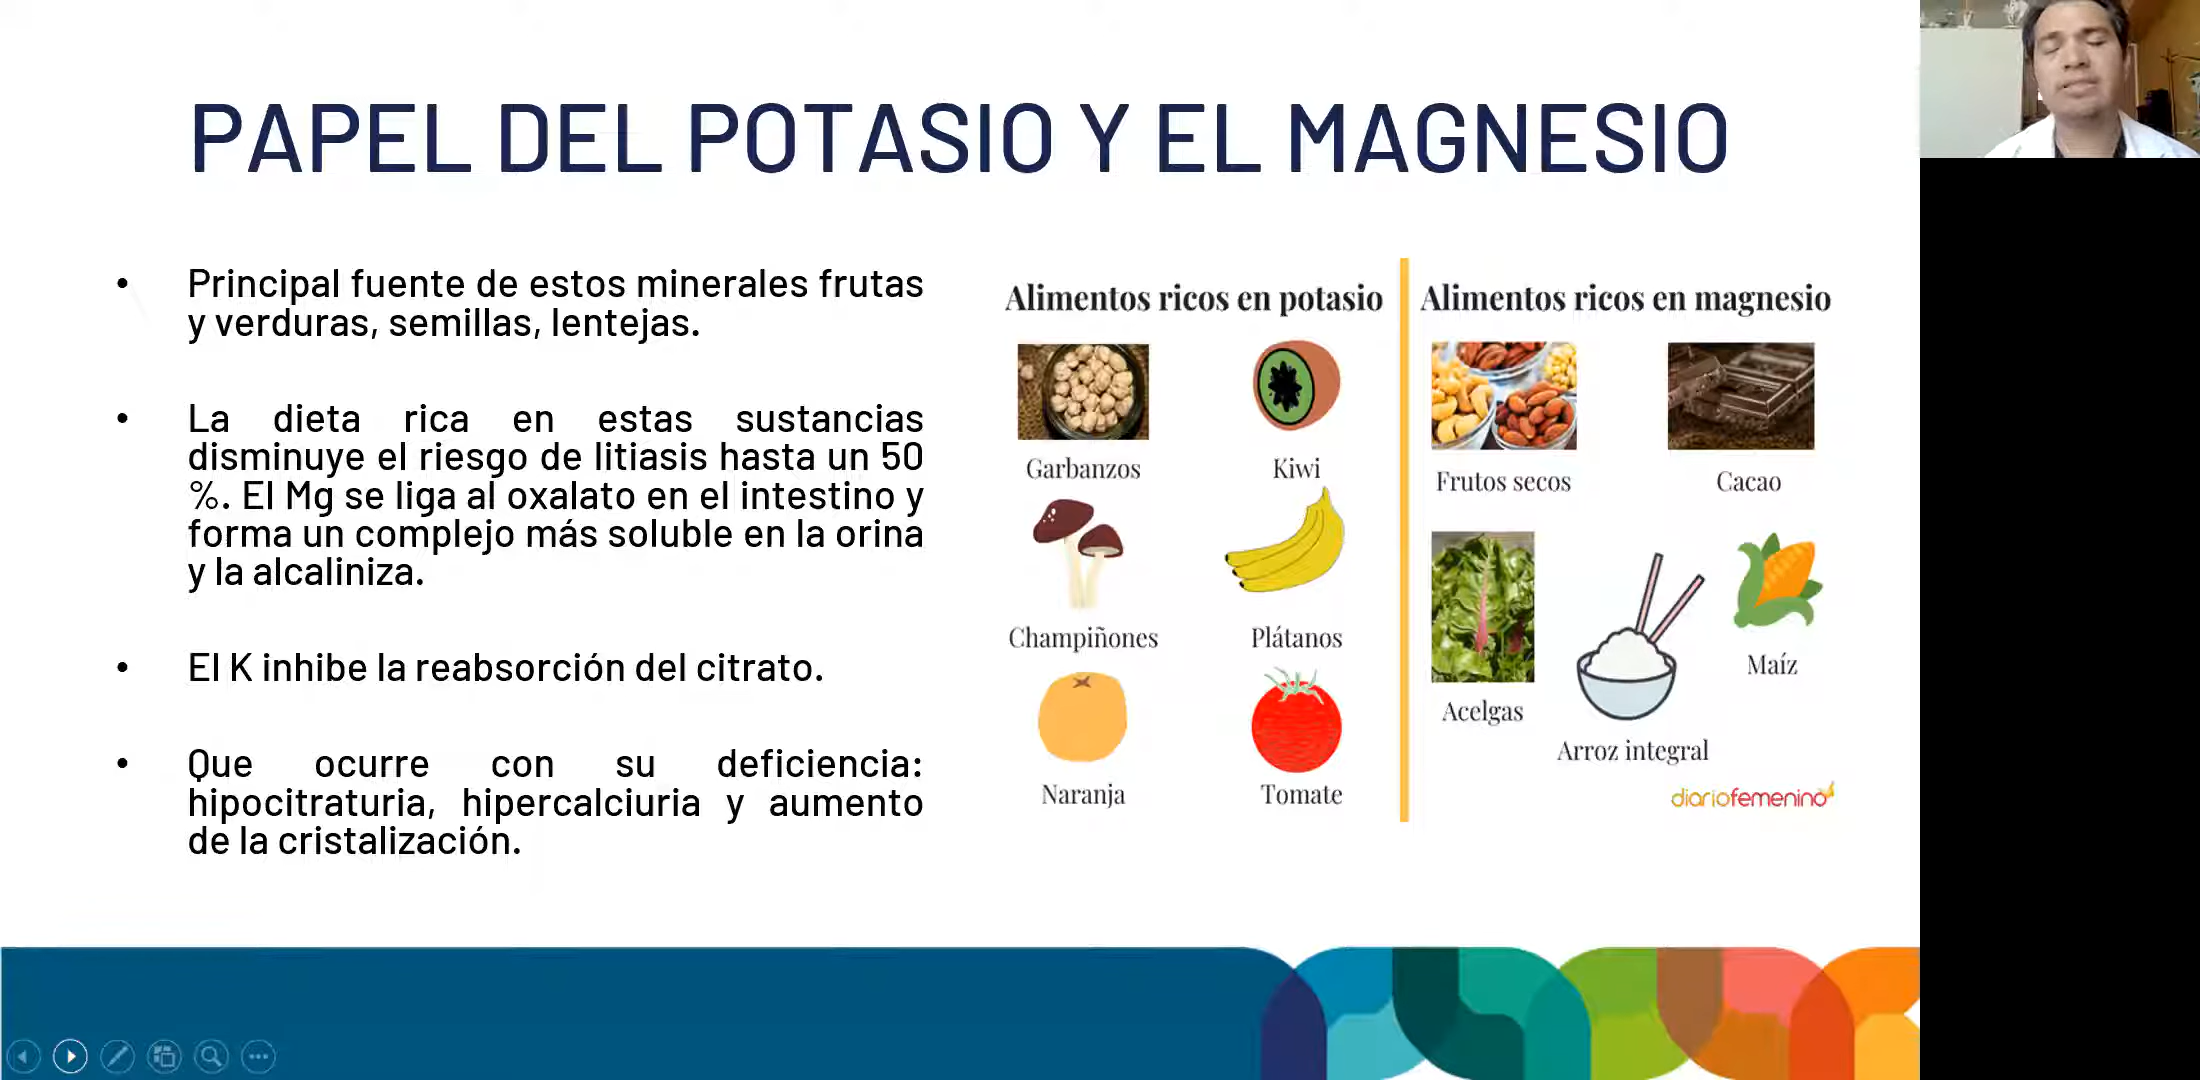 PAPEL DEL POTASIO Y EL MAGNESIO
• Principal fuente de estos minerales frutas
y verduras, semillas, lentejas.
• La dieta rica en estas sustancias
disminuye el riesgo de litiasis hasta un 50
%. El Mg se liga al oxalato en el intestino y
forma un complejo más soluble en la orina
y la alcaliniza.
• El K inhibe la reabsorción del citrato.
• Que ocurre con su deficiencia:
hipocitraturia, hipercalciuria y aumento
de la cristalización.
Alimentos ricos en potasio
Garbanzos
Kiwi
Champiñones
Plátanos
Naranja
Tomate
Alimentos ricos en magnesio
Frutos secos
Cacao
Acelgas
Arroz integral
Maíz
diariofemenino